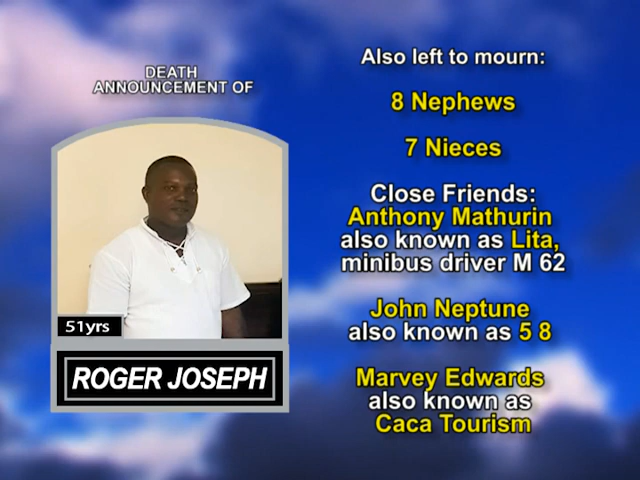 DEATH
ANNOUNCEMENT OF
51yrs
ROGER JOSEPH
Also left to mourn:
8 Nephews
7 Nieces
Close Friends:
Anthony Mathurin
also known as Lita,
minibus driver M 62
John Neptune
also known as 5 8
Marvey Edwards
also known as
Caca Tourism